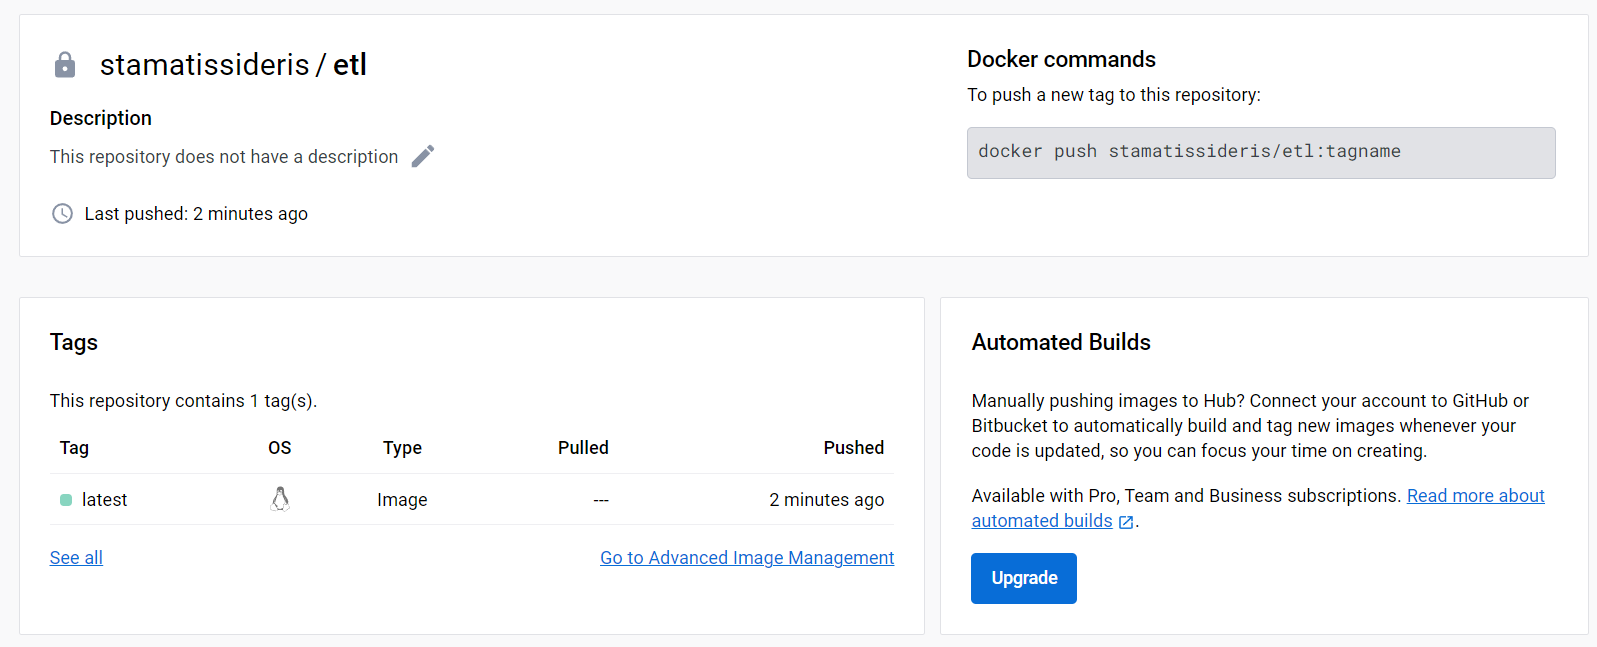 stamatissideris / etl
Description
This repository does not have a description
Last pushed: 2 minutes ago
Docker commands
To push a new tag to this repository:
docker push stamatissideris/etl:tagname
Tags
This repository contains 1 tag(s).
Tag OS Type Pulled Pushed
latest Image --- 2 minutes ago
See all Go to Advanced Image Management
Automated Builds
Manually pushing images to Hub? Connect your account to GitHub or
Bitbucket to automatically build and tag new images whenever your
code is updated, so you can focus your time on creating.
Available with Pro, Team and Business subscriptions. Read more about
automated builds .
Upgrade